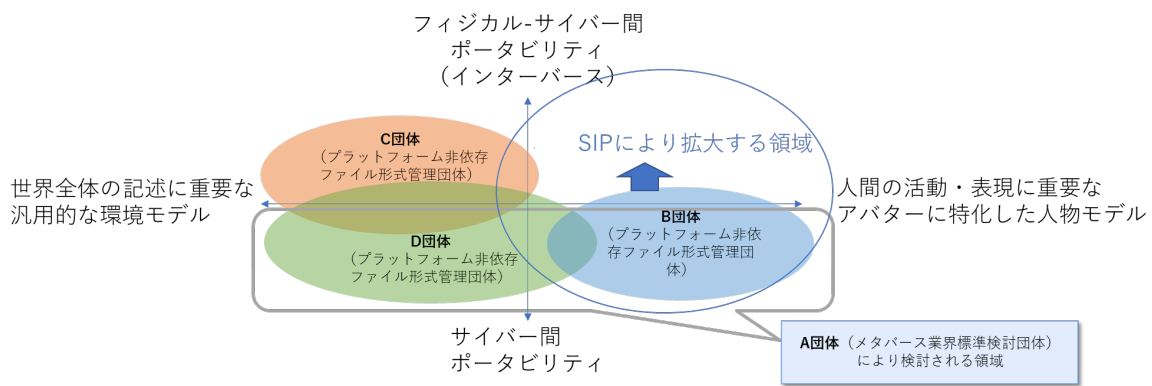 フィジカル-サイバー間
ポータビリティ
（インターバース）
C団体
（プラットフォーム非依存
ファイル形式管理団体）
SIPにより拡大する領域
世界全体の記述に重要な
汎用的な環境モデル
人間の活動・表現に重要な
アバターに特化した人物モデル
B団体
（プラットフォーム非依
存ファイル形式管理団
体）
D団体
（プラットフォーム非依存
ファイル形式管理団体）
サイバー間
ポータビリティ
A団体（メタバース業界標準検討団体）
により検討される領域